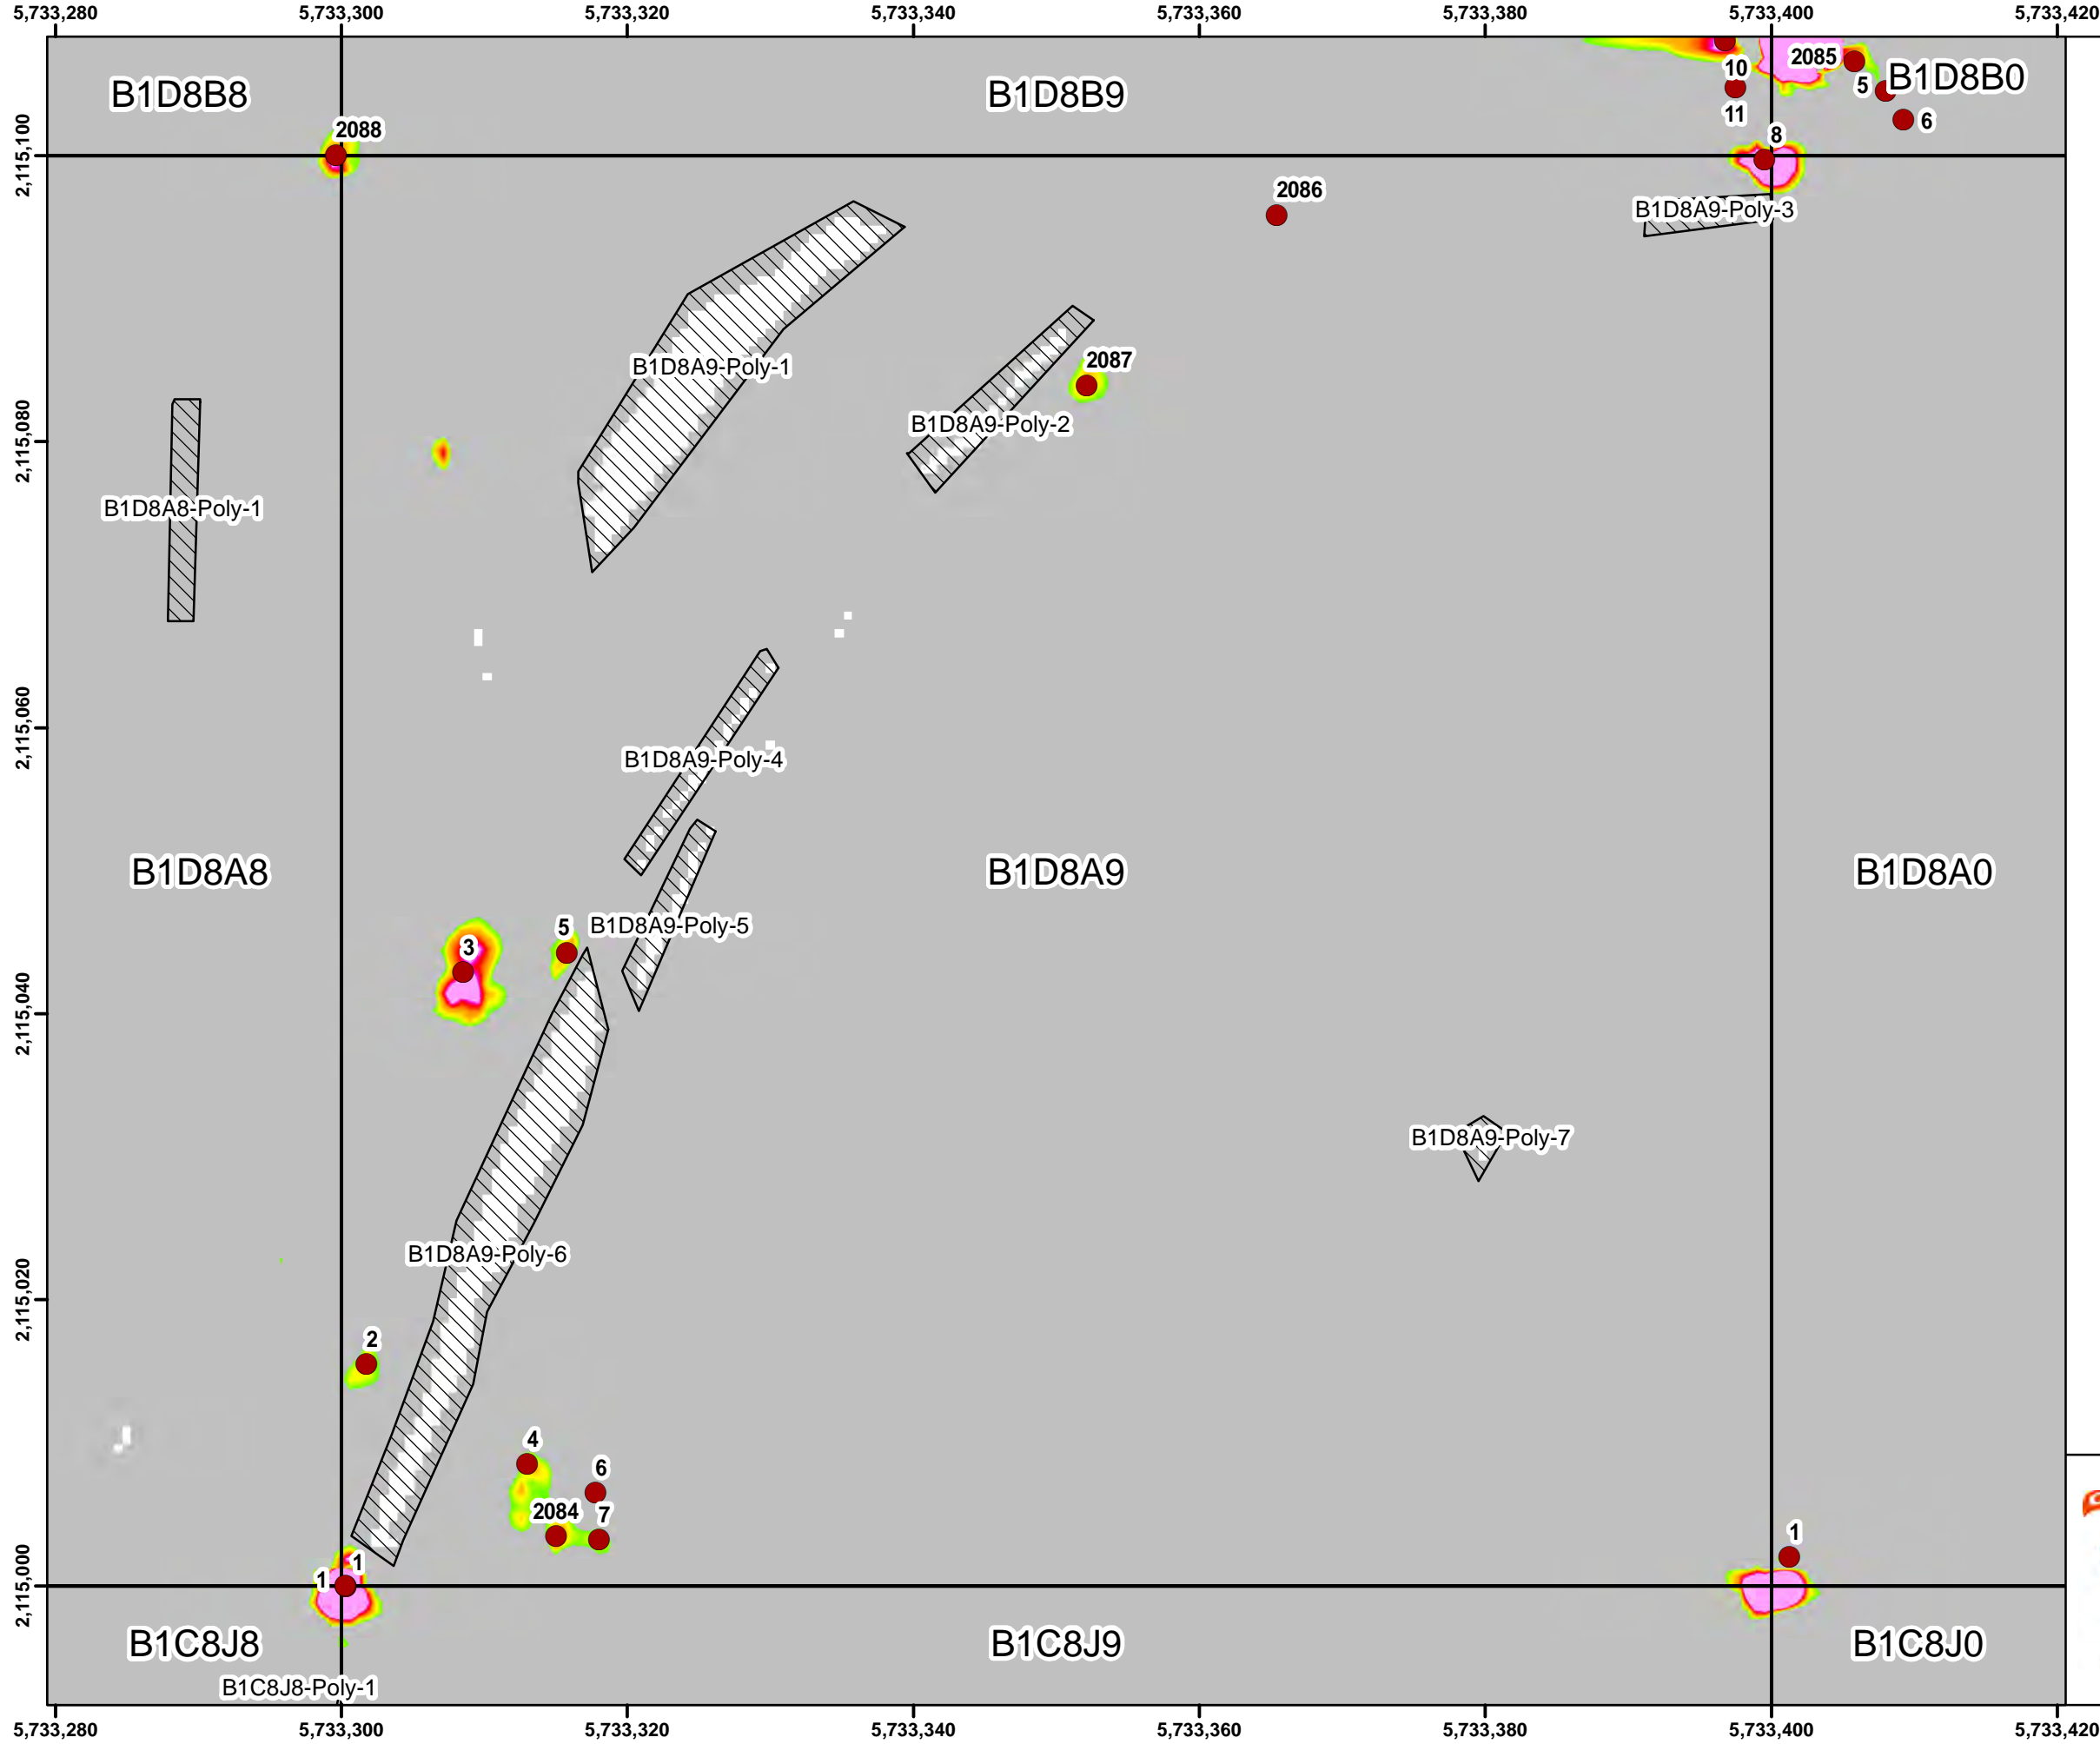 5,733,280 5,733,300 5,733,320 5,733,340 5,733,360 5,733,380 5,733,400 5,733,420
B1D8B8 B1D8B9 B1D8B0
2085
10
5
11
6
2088
8
2,115,100
2086
B1D8A9-Poly-3
B1D8A9-Poly-1
2087
B1D8A9-Poly-2
2,115,080
B1D8A8-Poly-1
2,115,060
B1D8A9-Poly-4
B1D8A8 B1D8A9 B1D8A0
B1D8A9-Poly-5
5
3
2,115,040
B1D8A9-Poly-7
B1D8A9-Poly-6
2,115,020
2
4
6
2084
7
1
1
1
2,115,000
B1C8J8 B1C8J9 B1C8J0
B1C8J8-Poly-1
5,733,280 5,733,300 5,733,320 5,733,340 5,733,360 5,733,380 5,733,400 5,733,420